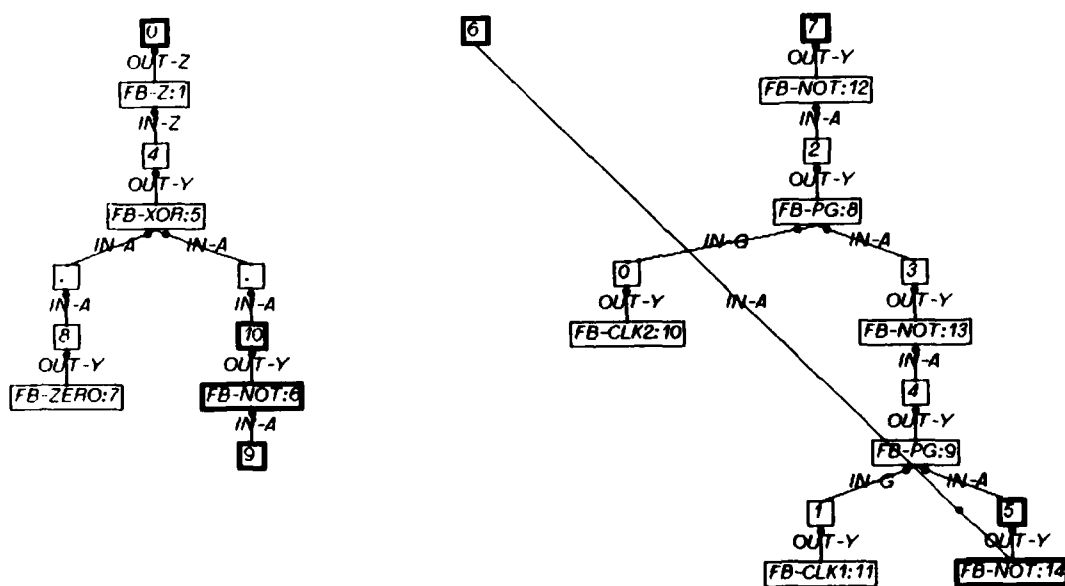 0 6 7
OUT-Z OUT-Y
FB-Z:1 FB-NOT:12
IN-Z IN-A
4 2
OUT-Y OUT-Y
FB-XOR:5 FB-PG:8
IN-A IN-A IN-G IN-A
. . 0 3
IN-A IN-A OUT-Y IN-A OUT-Y
8 10 FB-CLK2:10 FB-NOT:13
OUT-Y OUT-Y IN-A
FB-ZERO:7 FB-NOT:6 4
IN-A OUT-Y
9 FB-PG:9
IN-G IN-A
1 5
OUT-Y OUT-Y
FB-CLK1:11 FB-NOT:14